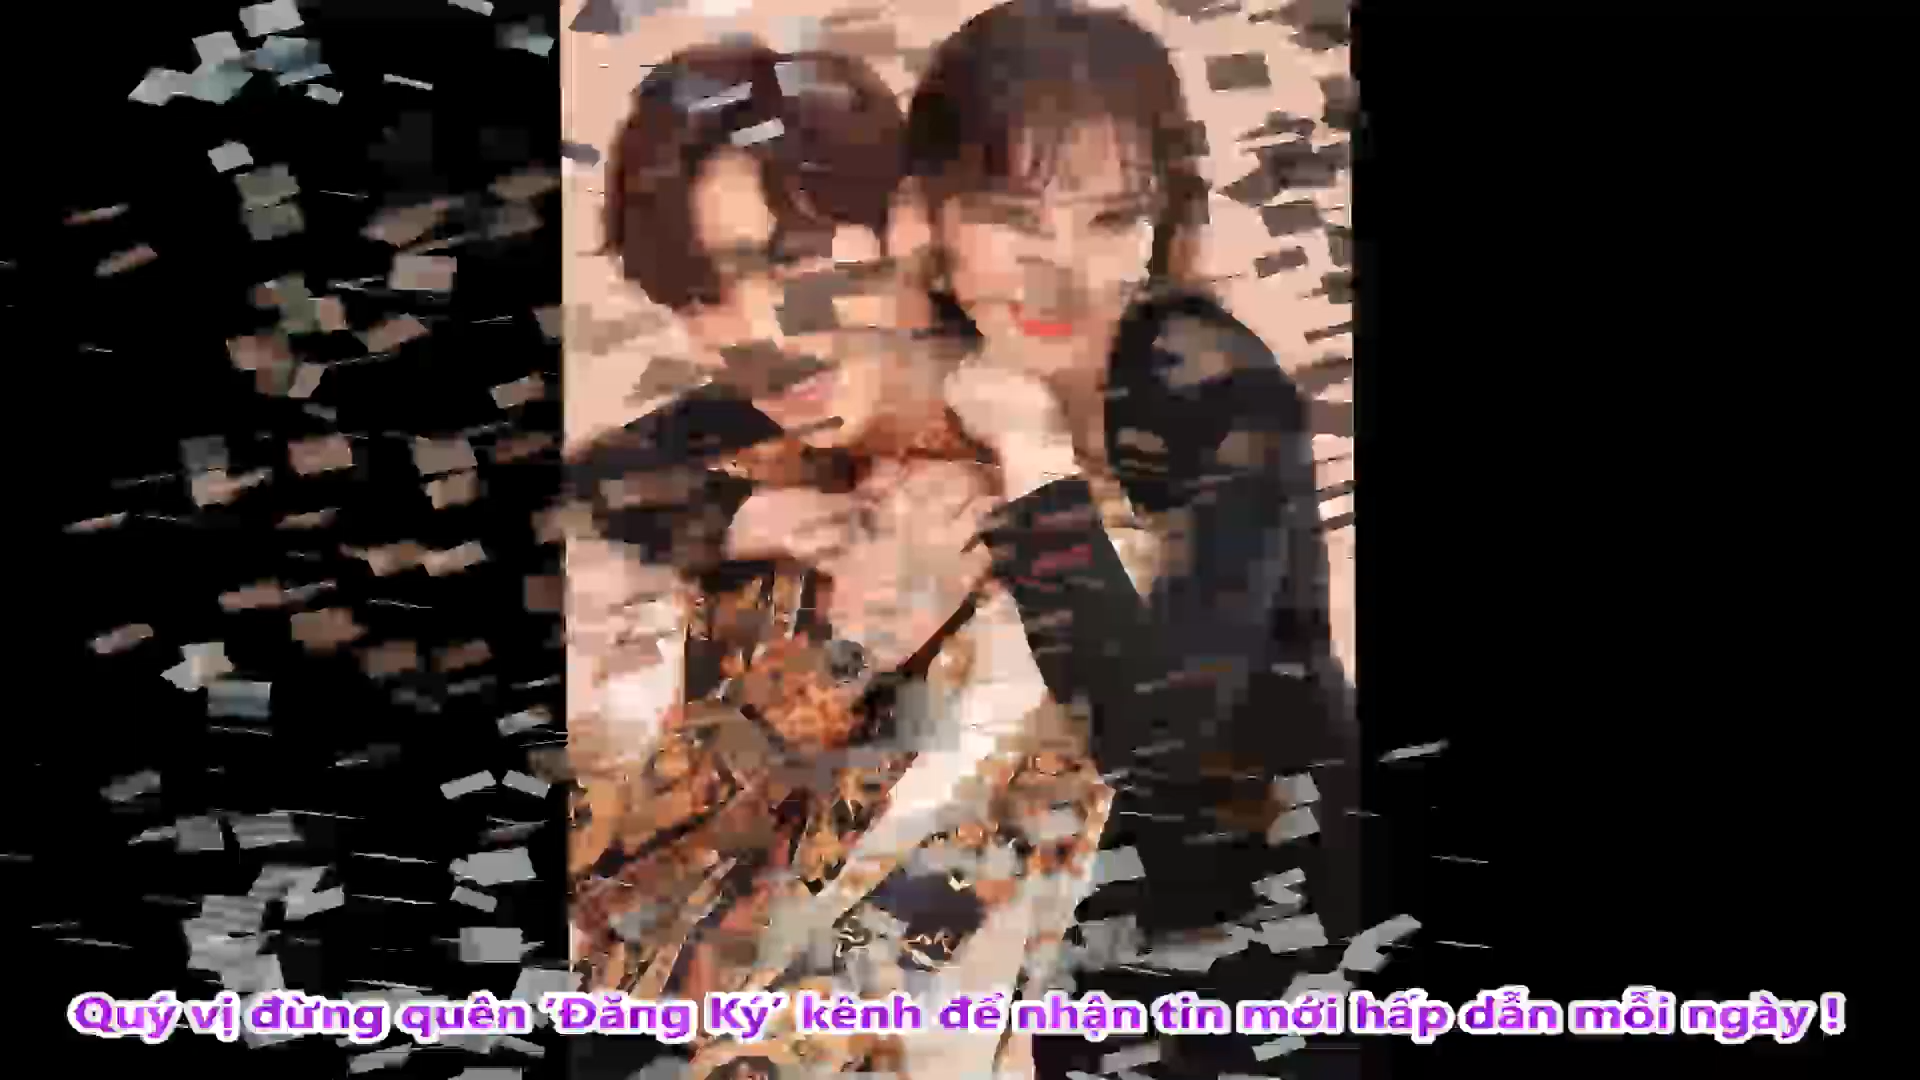 Quý vị đừng quên 'Đăng Ký' kênh để nhận tin mới hấp dẫn mỗi ngày !